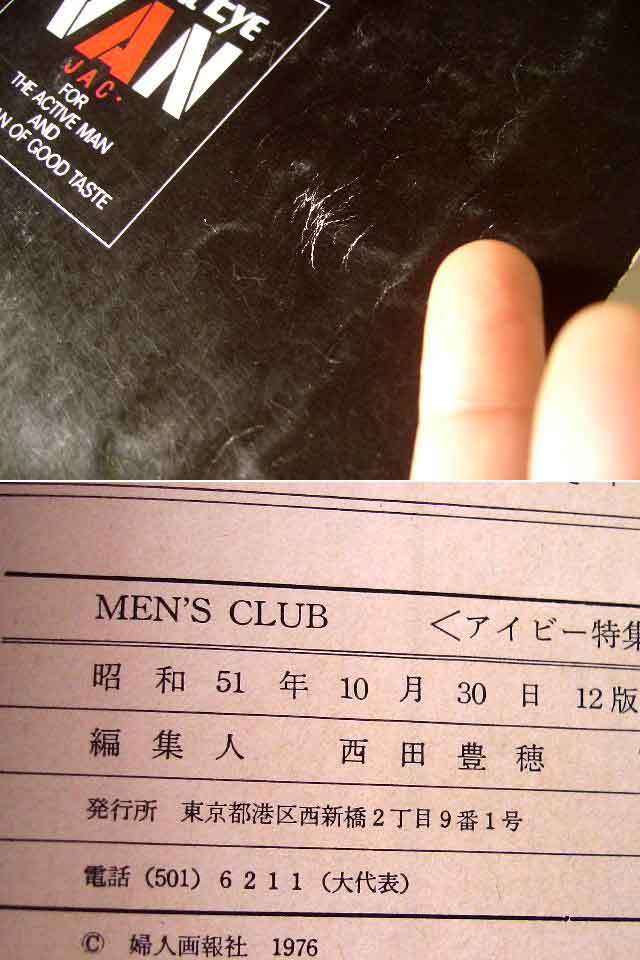 EYE
VAN
JAC.
FOR
THE ACTIVE MAN
AND
OF GOOD TASTE
MEN'S CLUB 〈アイビー特集
昭和51年10月30日 12版
編集人 西田豊穂
発行所 東京都港区西新橋2丁目9番1号
電話 (501) 6211 (大代表)
© 婦人画報社 1976